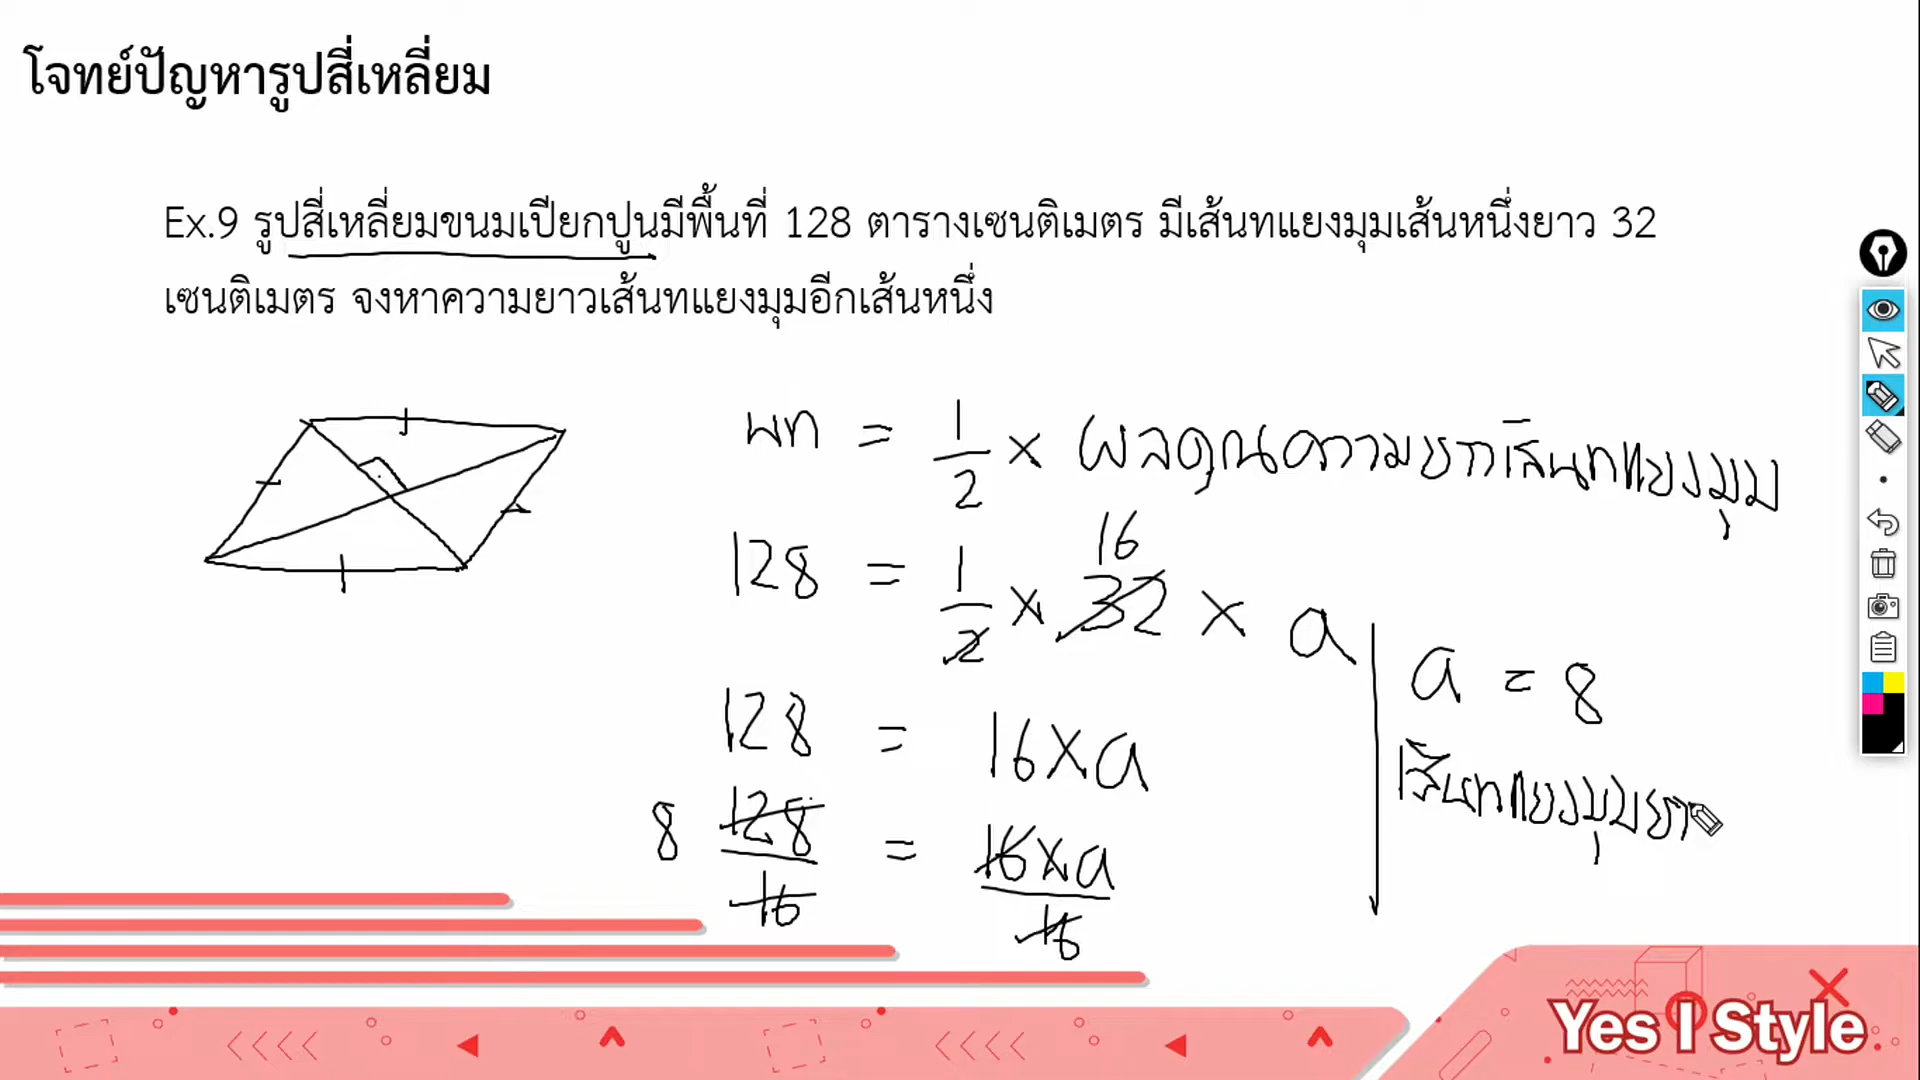 โจทย์ปัญหารูปสี่เหลี่ยม
Ex.9 รูปสี่เหลี่ยมขนมเปียกปูนมีพื้นที่ 128 ตารางเซนติเมตร มีเส้นทแยงมุมเส้นหนึ่งยาว 32
เซนติเมตร จงหาความยาวเส้นทแยงมุมอีกเส้นหนึ่ง
พท = 1/2 × ผลคูณความยาวเส้นทแยงมุม
16
128 = 1/2 × 32 × a
128 = 16 × a
8 128/16 = 16 × a/16
a = 8
เส้นทแยงมุมยา
Yes I Style